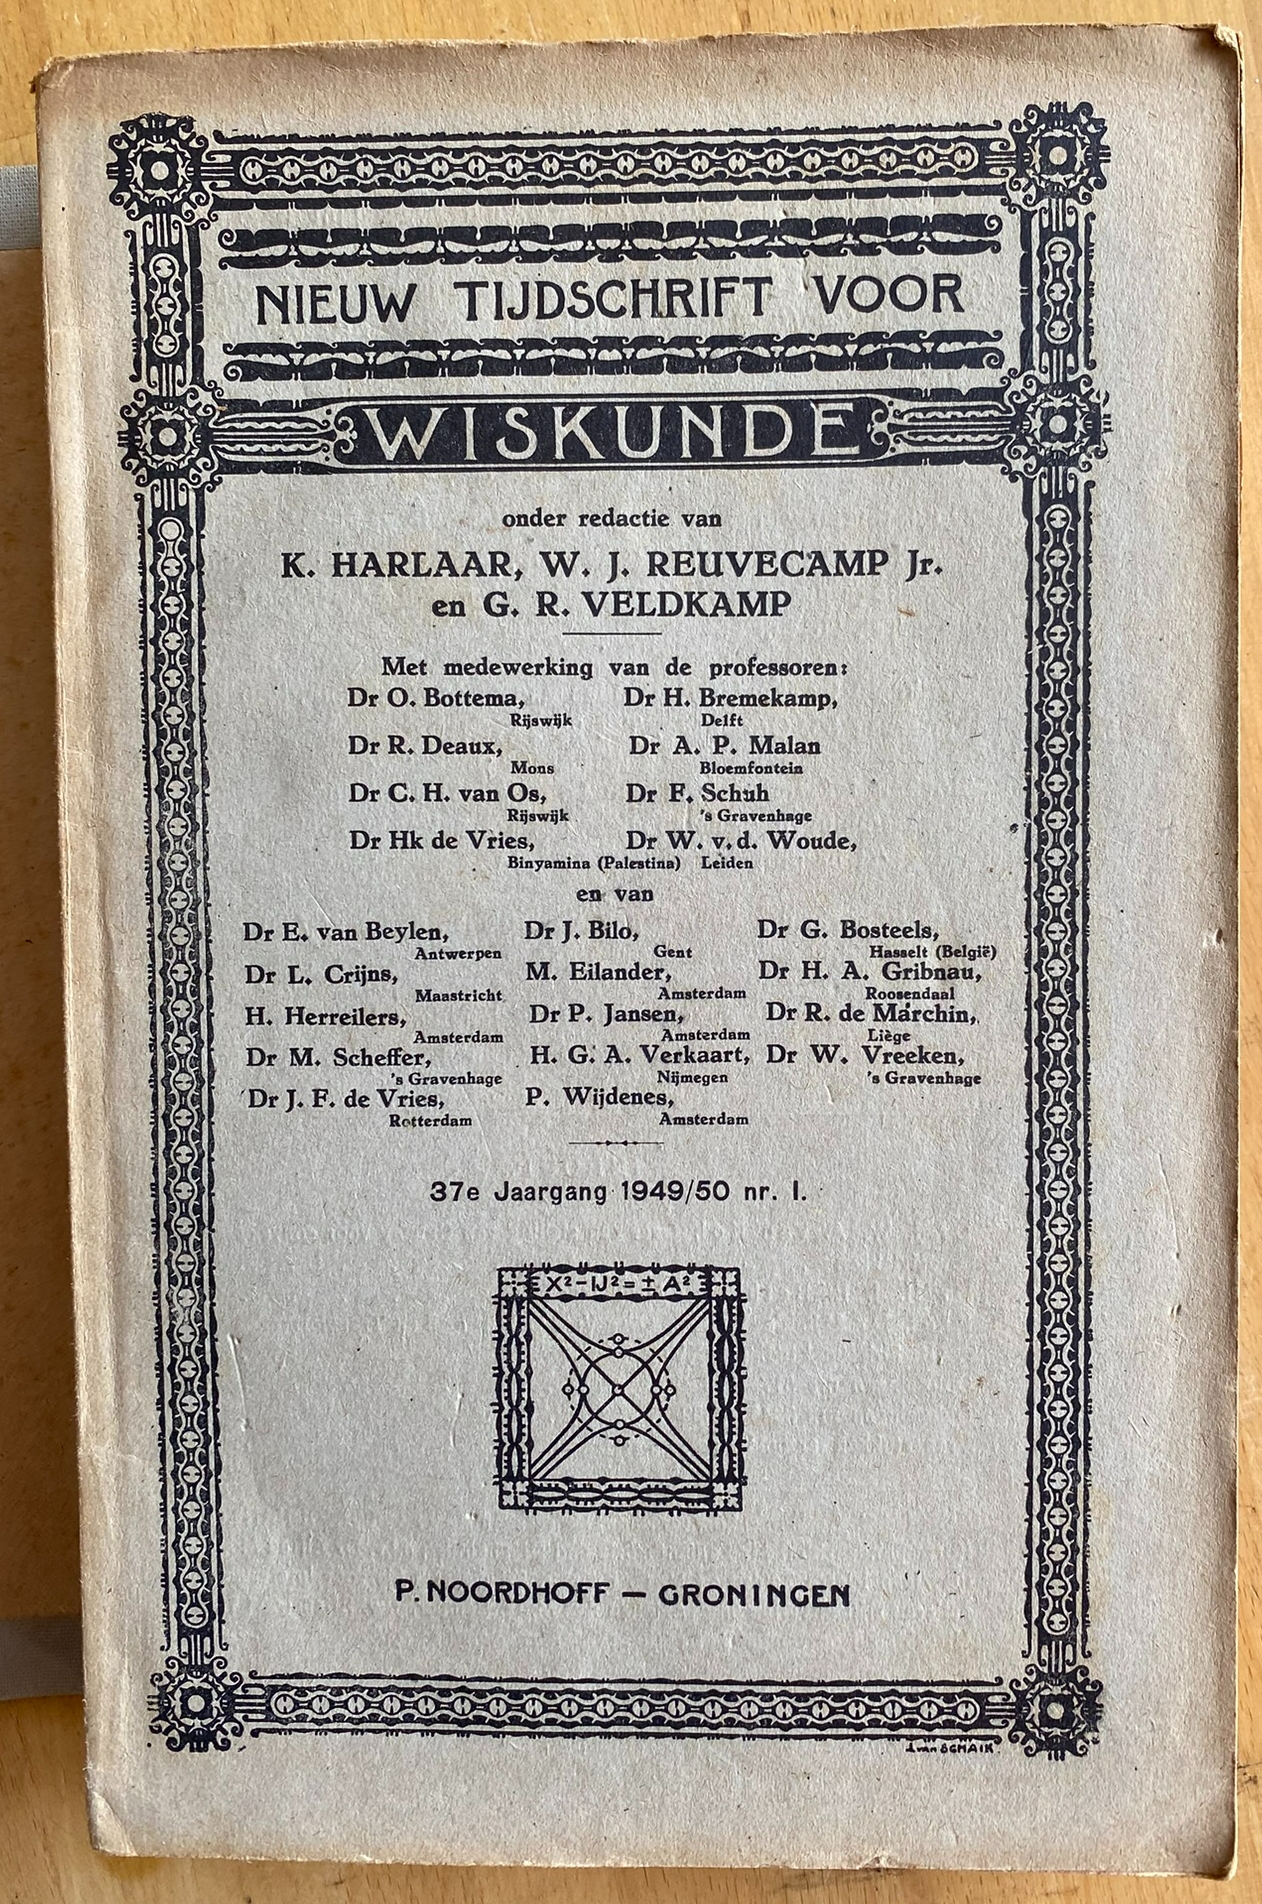 NIEUW TIJDSCHRIFT VOOR
WISKUNDE
onder redactie van
K. HARLAAR, W. J. REUVECAMP Jr.
en G. R. VELDKAMP
Met medewerking van de professoren:
Dr O. Bottema, Dr H. Bremekamp,
Rijswijk Delft
Dr R. Deaux, Dr A. P. Malan
Mons Bloemfontein
Dr C. H. van Os, Dr F. Schuh
Rijswijk 's Gravenhage
Dr Hk de Vries, Dr W. v. d. Woude,
Binyamina (Palestina) Leiden
en van
Dr E. van Beylen, Dr J. Bilo, Dr G. Bosteels,
Antwerpen Gent Hasselt (België)
Dr L. Crijns, M. Eilander, Dr H. A. Gribnau,
Maastricht Amsterdam Roosendaal
H. Herreilers, Dr P. Jansen, Dr R. de Marchin,
Amsterdam Amsterdam Liège
Dr M. Scheffer, H. G. A. Verkaart, Dr W. Vreeken,
's Gravenhage Nijmegen 's Gravenhage
Dr J. F. de Vries, P. Wijdenes,
Rotterdam Amsterdam
37e Jaargang 1949/50 nr. I.
X²-IJ²=±A²
P. NOORDHOFF — GRONINGEN
J. van SCHAIK